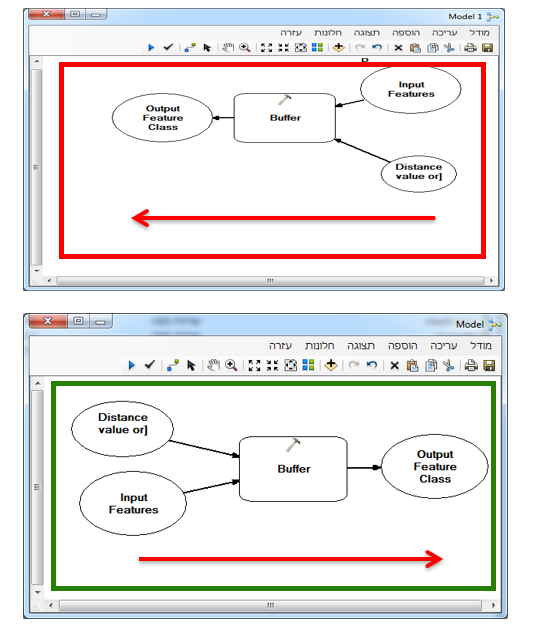 Model 1
מודל עריכה הוספה תצוגה חלונות עזרה
P
Input
Features
Output
Feature
Class
Buffer
Distance
value or]
Model
מודל עריכה הוספה תצוגה חלונות עזרה
Distance
value or]
Input
Features
Buffer
Output
Feature
Class